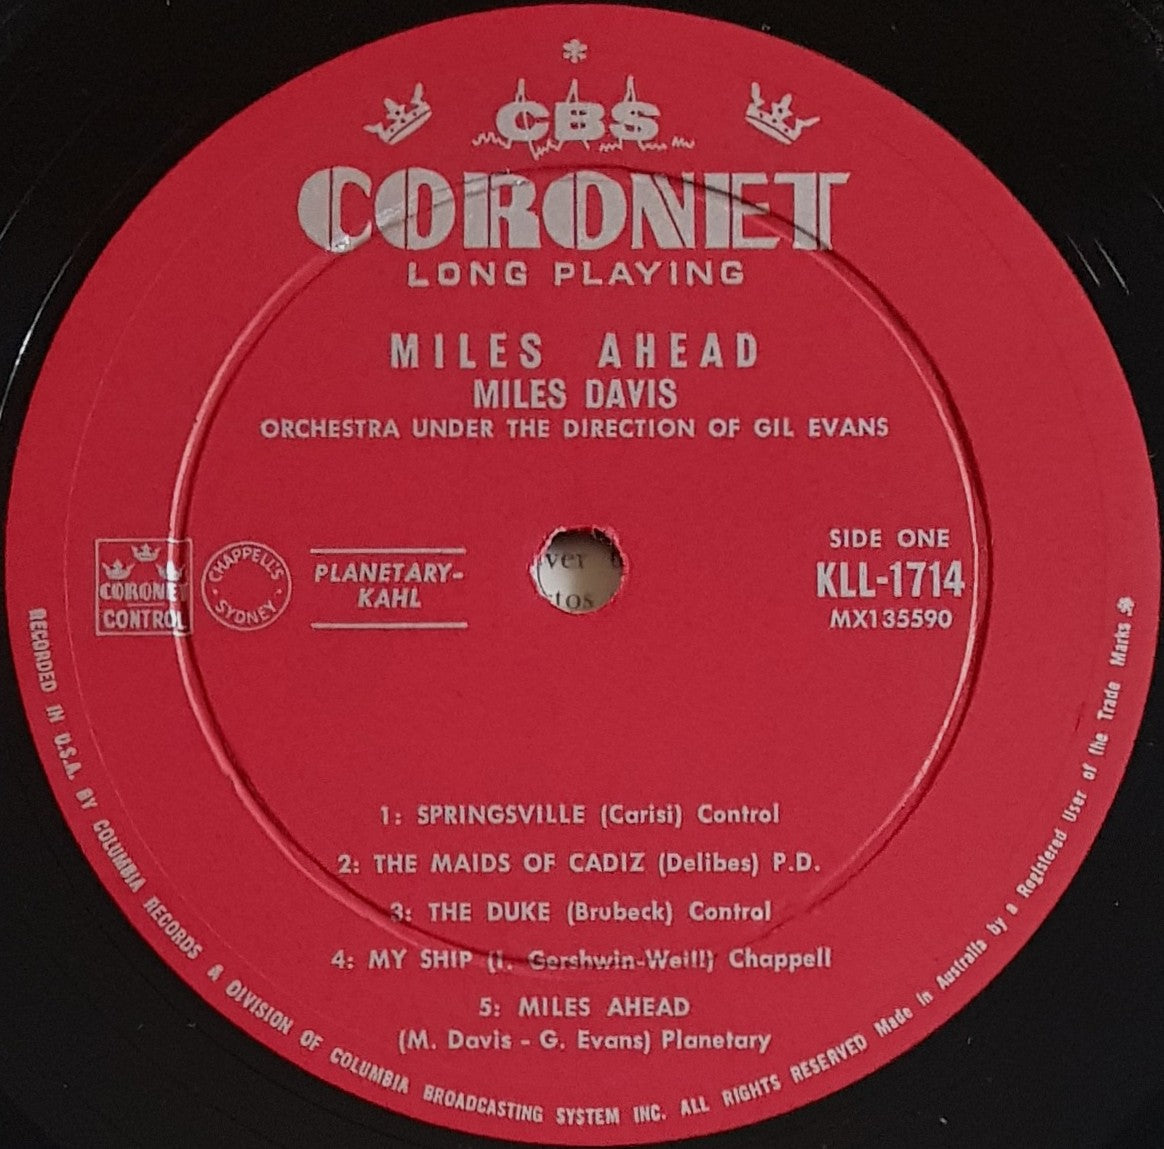 CBS
CORONET
LONG PLAYING
MILES AHEAD
MILES DAVIS
ORCHESTRA UNDER THE DIRECTION OF GIL EVANS
CORONET
CONTROL
CHAPPELL'S
SYDNEY
PLANETARY-
KAHL
ver
tos
SIDE ONE
KLL-1714
MX135590
1: SPRINGSVILLE (Carisi) Control
2: THE MAIDS OF CADIZ (Delibes) P.D.
3: THE DUKE (Brubeck) Control
4: MY SHIP (I. Gershwin-Weill) Chappell
5: MILES AHEAD
(M. Davis - G. Evans) Planetary
RECORDED IN U.S.A. BY COLUMBIA RECORDS A DIVISION OF COLUMBIA BROADCASTING SYSTEM INC. ALL RIGHTS RESERVED Made in Australia by a Registered User of the Trade Marks *